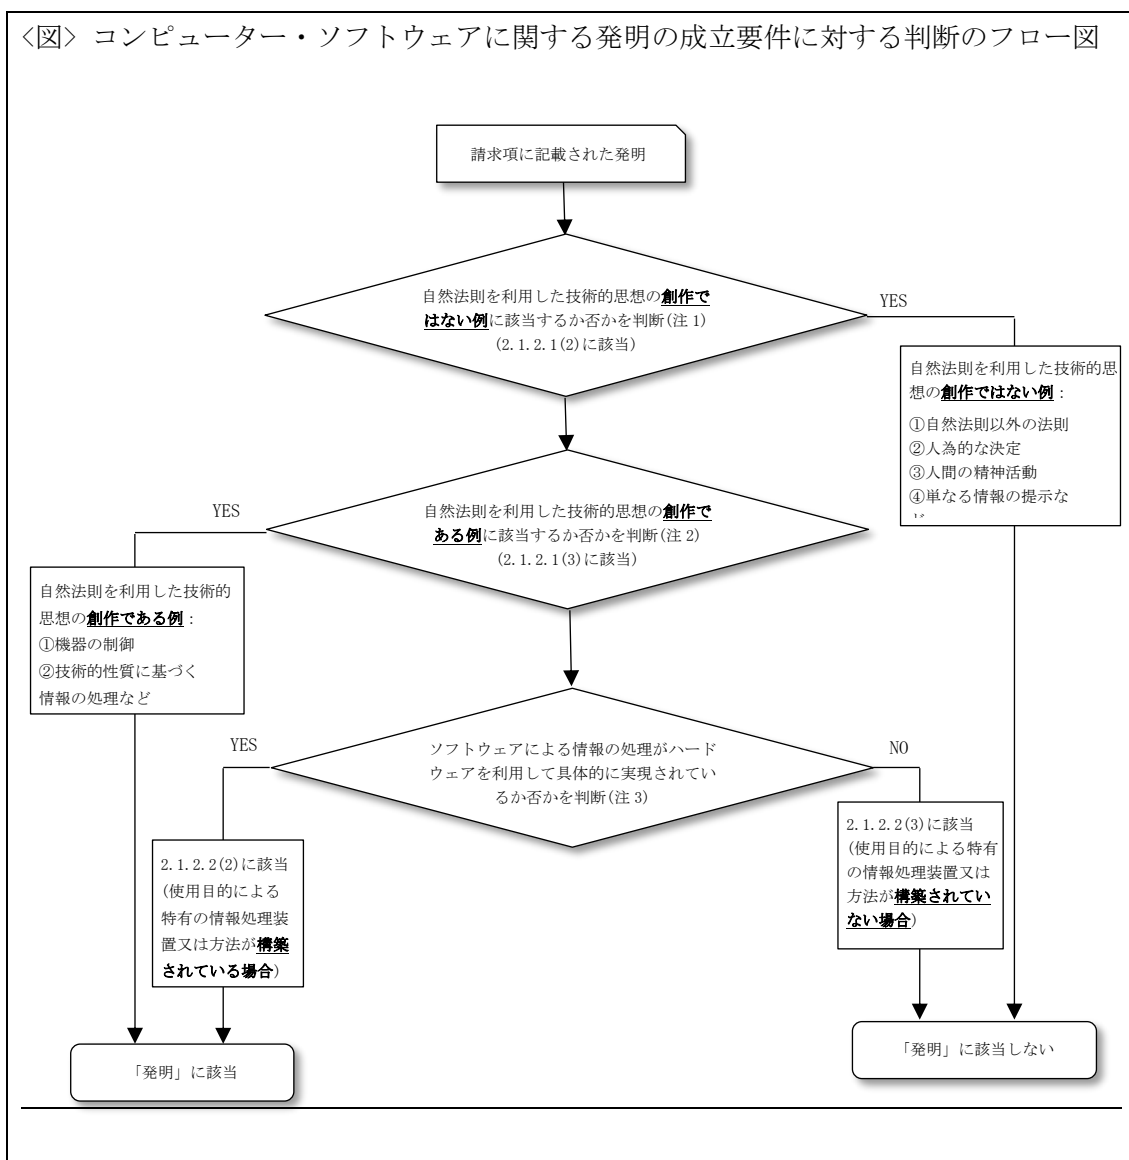 <図> コンピューター・ソフトウェアに関する発明の成立要件に対する判断のフロー図
請求項に記載された発明
自然法則を利用した技術的思想の創作で
はない例に該当するか否かを判断(注 1)
(2.1.2.1(2)に該当)
YES
自然法則を利用した技術的思
想の創作ではない例：
①自然法則以外の法則
②人為的な決定
③人間の精神活動
④単なる情報の提示な
自然法則を利用した技術的思想の創作で
ある例に該当するか否かを判断(注 2)
(2.1.2.1(3)に該当)
YES
自然法則を利用した技術的
思想の創作である例：
①機器の制御
②技術的性質に基づく
情報の処理など
ソフトウェアによる情報の処理がハード
ウェアを利用して具体的に実現されてい
るか否かを判断(注 3)
YES
NO
2.1.2.2(2)に該当
(使用目的による
特有の情報処理装
置又は方法が構築
されている場合)
2.1.2.2(3)に該当
(使用目的による特有
の情報処理装置又は
方法が構築されてい
ない場合)
「発明」に該当
「発明」に該当しない